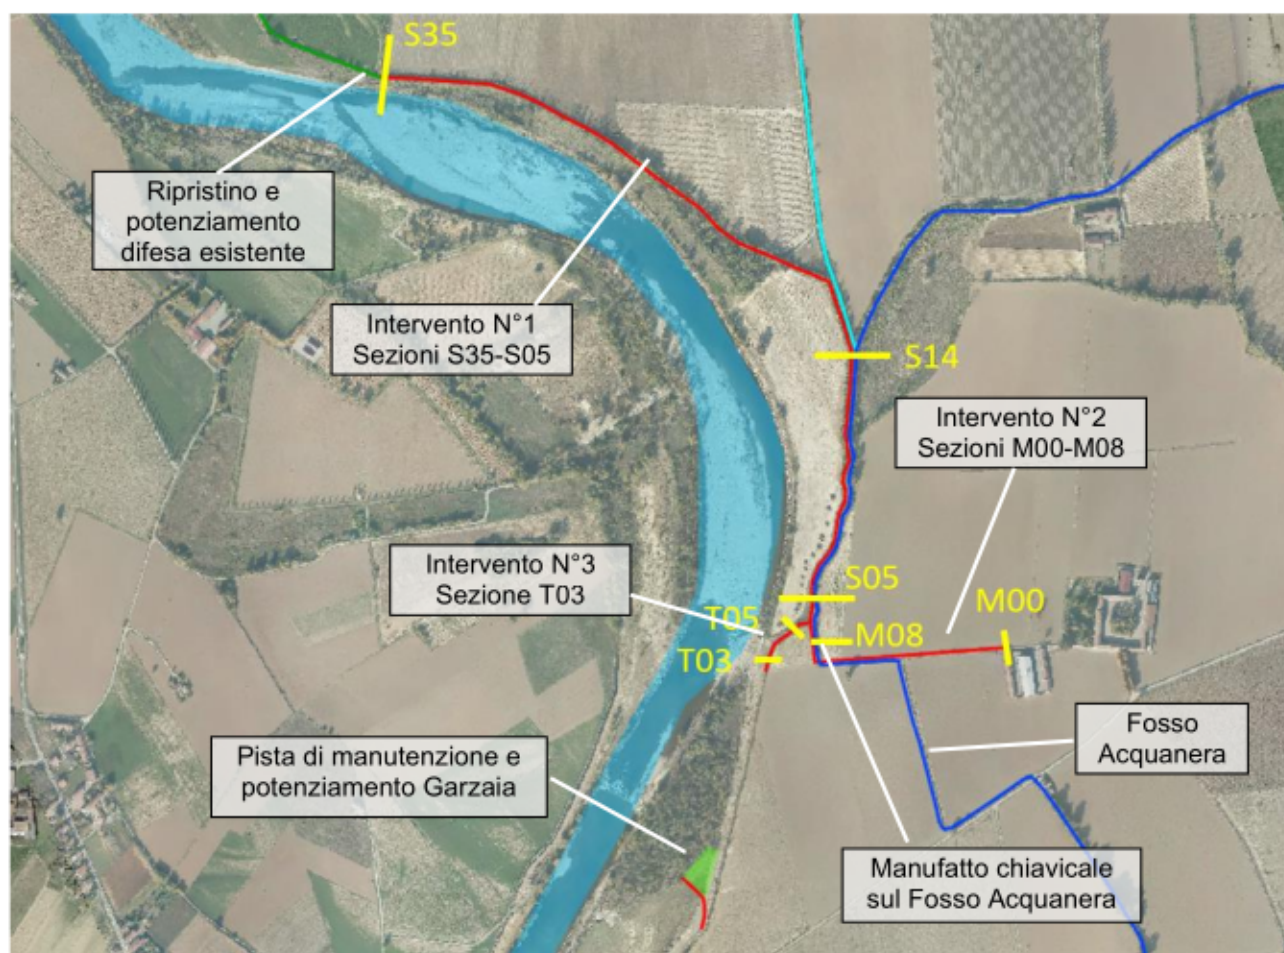 S35
Ripristino e
potenziamento
difesa esistente
Intervento N°1
Sezioni S35-S05
S14
Intervento N°2
Sezioni M00-M08
Intervento N°3
Sezione T03
S05
M00
T05
M08
T03
Fosso
Acquanera
Pista di manutenzione e
potenziamento Garzaia
Manufatto chiavicale
sul Fosso Acquanera